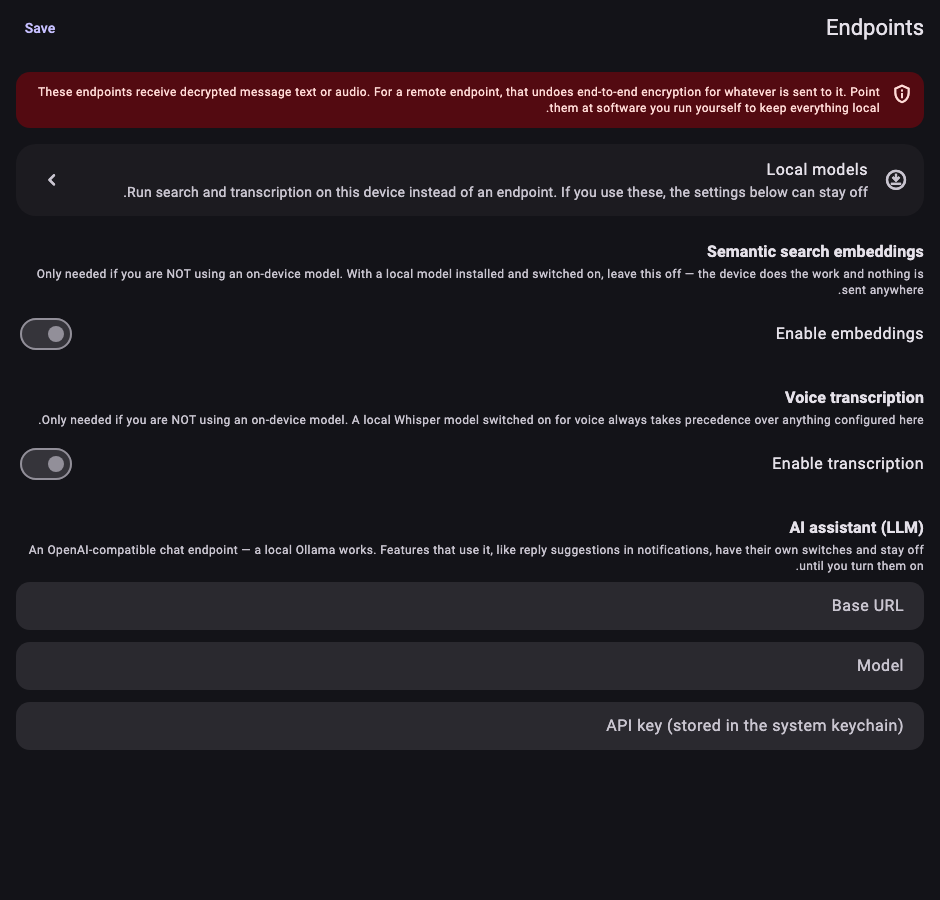 Endpoints
Save
These endpoints receive decrypted message text or audio. For a remote endpoint, that undoes end-to-end encryption for whatever is sent to it. Point
them at software you run yourself to keep everything local.
Local models
Run search and transcription on this device instead of an endpoint. If you use these, the settings below can stay off.
Semantic search embeddings
Only needed if you are NOT using an on-device model. With a local model installed and switched on, leave this off — the device does the work and nothing is
sent anywhere.
Enable embeddings
Voice transcription
Only needed if you are NOT using an on-device model. A local Whisper model switched on for voice always takes precedence over anything configured here.
Enable transcription
AI assistant (LLM)
An OpenAI-compatible chat endpoint — a local Ollama works. Features that use it, like reply suggestions in notifications, have their own switches and stay off
until you turn them on.
Base URL
Model
API key (stored in the system keychain)